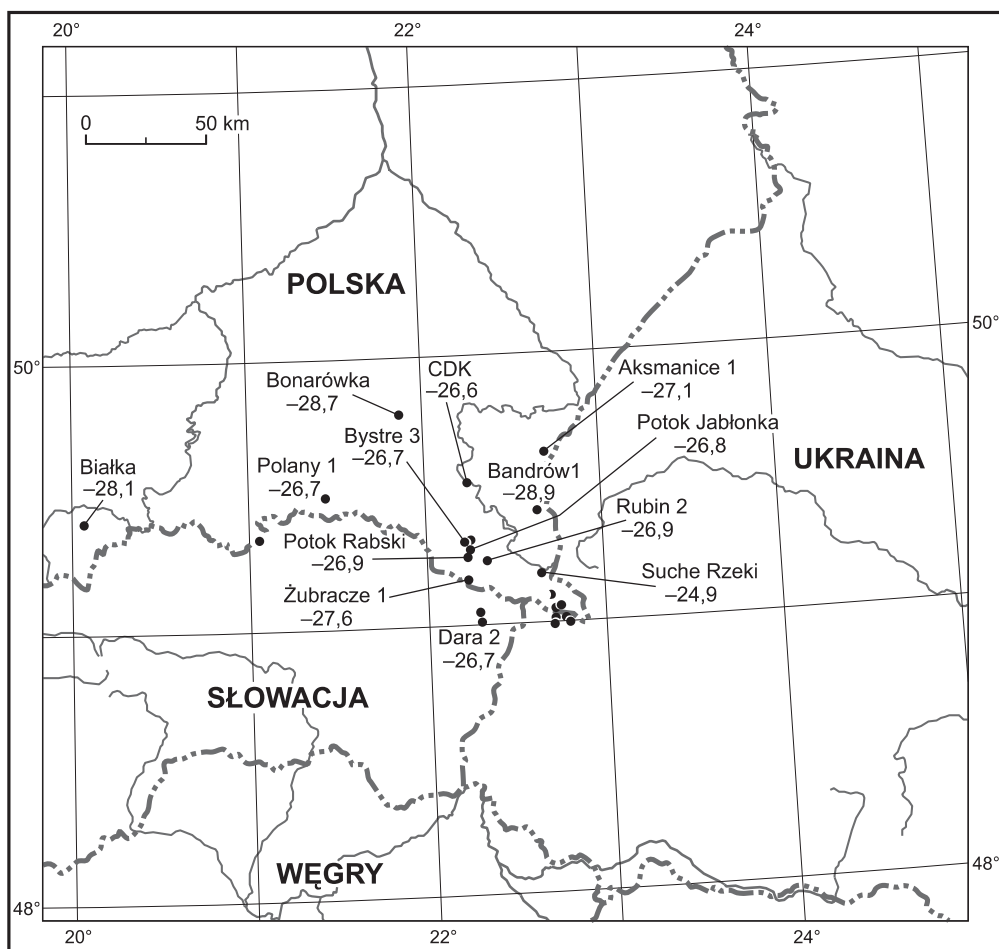 20°
22°
24°
0
50 km
POLSKA
50°
50°
Bonarówka
–28,7
CDK
–26,6
Aksmanice 1
–27,1
Bystre 3
–26,7
Potok Jabłonka
–26,8
Białka
–28,1
Polany 1
–26,7
Bandrów1
–28,9
UKRAINA
Rubin 2
–26,9
Potok Rabski
–26,9
Suche Rzeki
–24,9
Żubracze 1
–27,6
Dara 2
–26,7
SŁOWACJA
WĘGRY
48°
48°
20°
22°
24°